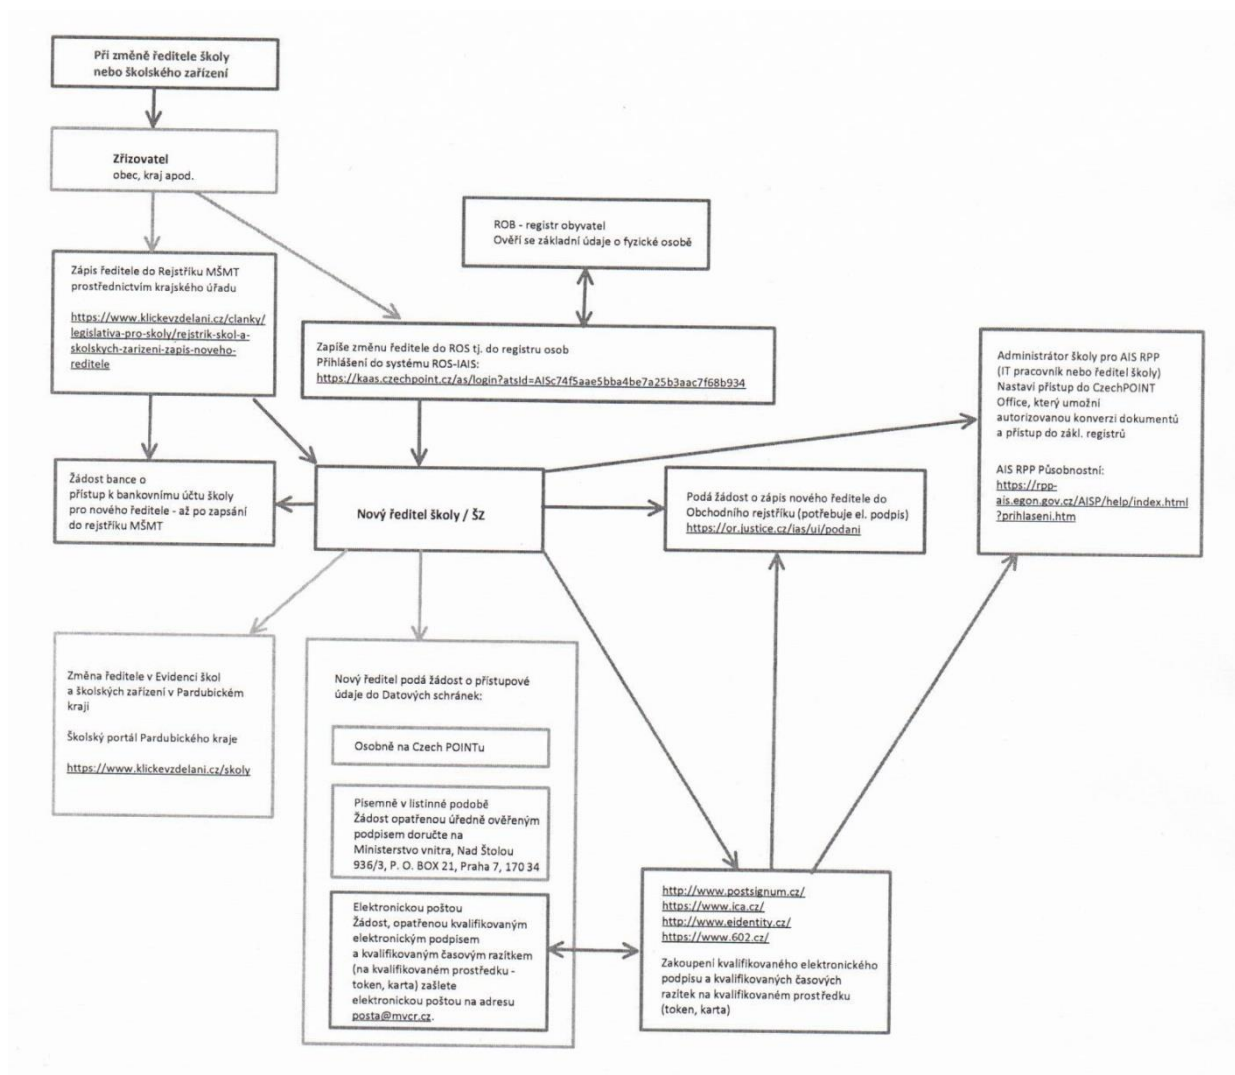 Při změně ředitele školy
nebo školského zařízení
Zřizovatel
obec, kraj apod.
ROB - registr obyvatel
Ověří se základní údaje o fyzické osobě
Zápis ředitele do Rejstříku MŠMT
prostřednictvím krajského úřadu
https://www.klickevzdelani.cz/clanky/
legislativa-pro-skoly/rejstrik-skol-a-
skolskych-zarizeni-zapis-noveho-
reditele
Zapíše změnu ředitele do ROS tj. do registru osob
Přihlášení do systému ROS-IAIS:
https://kaas.czechpoint.cz/as/login?atsId=AISc74f5aae5bba4be7a25b3aac7f68b934
Administrátor školy pro AIS RPP
(IT pracovník nebo ředitel školy)
Nastaví přístup do CzechPOINT
Office, který umožní
autorizovanou konverzi dokumentů
a přístup do zákl. registrů
AIS RPP Působnostní:
https://rpp-
ais.egon.gov.cz/AISP/help/index.html
?prihlaseni.htm
Žádost bance o
přístup k bankovnímu účtu školy
pro nového ředitele - až po zapsání
do rejstříku MŠMT
Nový ředitel školy / ŠZ
Podá žádost o zápis nového ředitele do
Obchodního rejstříku (potřebuje el. podpis)
https://or.justice.cz/ias/ui/podani
Změna ředitele v Evidenci škol
a školských zařízení v Pardubickém
kraji
Školský portál Pardubického kraje
https://www.klickevzdelani.cz/skoly
Nový ředitel podá žádost o přístupové
údaje do Datových schránek:
Osobně na Czech POINTu
Písemně v listinné podobě
Žádost opatřenou úředně ověřeným
podpisem doručte na
Ministerstvo vnitra, Nad Štolou
936/3, P. O. BOX 21, Praha 7, 170 34
Elektronickou poštou
Žádost, opatřenou kvalifikovaným
elektronickým podpisem
a kvalifikovaným časovým razítkem
(na kvalifikovaném prostředku -
token, karta) zašlete
elektronickou poštou na adresu
posta@mvcr.cz.
http://www.postsignum.cz/
https://www.ica.cz/
http://www.eidentity.cz/
https://www.602.cz/
Zakoupení kvalifikovaného elektronického
podpisu a kvalifikovaných časových
razítek na kvalifikovaném prostředku
(token, karta)